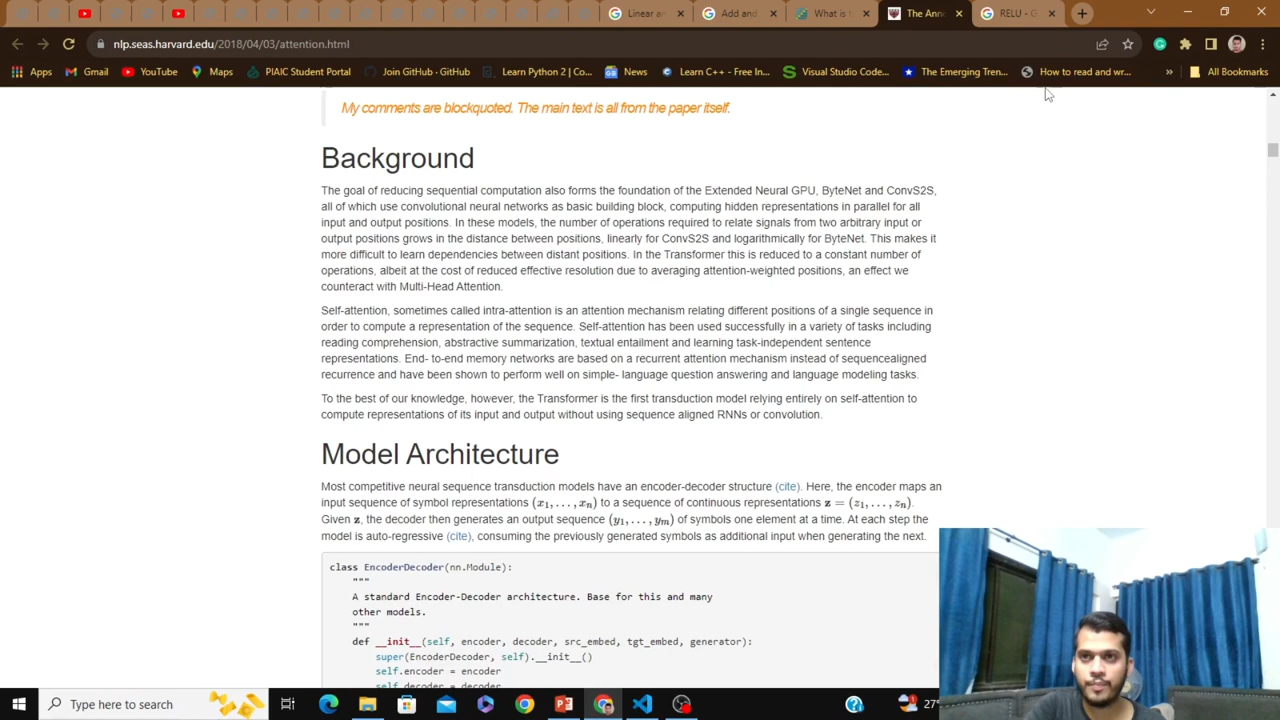 Linear a
Add and
What is t
The Anno
RELU - G
nlp.seas.harvard.edu/2018/04/03/attention.html
Apps
Gmail
YouTube
Maps
PIAIC Student Portal
Join GitHub · GitHub
Learn Python 2 | Co...
News
Learn C++ - Free In...
Visual Studio Code...
The Emerging Tren...
How to read and wr...
»
All Bookmarks
My comments are blockquoted. The main text is all from the paper itself.
Background
The goal of reducing sequential computation also forms the foundation of the Extended Neural GPU, ByteNet and ConvS2S,
all of which use convolutional neural networks as basic building block, computing hidden representations in parallel for all
input and output positions. In these models, the number of operations required to relate signals from two arbitrary input or
output positions grows in the distance between positions, linearly for ConvS2S and logarithmically for ByteNet. This makes it
more difficult to learn dependencies between distant positions. In the Transformer this is reduced to a constant number of
operations, albeit at the cost of reduced effective resolution due to averaging attention-weighted positions, an effect we
counteract with Multi-Head Attention.
Self-attention, sometimes called intra-attention is an attention mechanism relating different positions of a single sequence in
order to compute a representation of the sequence. Self-attention has been used successfully in a variety of tasks including
reading comprehension, abstractive summarization, textual entailment and learning task-independent sentence
representations. End- to-end memory networks are based on a recurrent attention mechanism instead of sequencealigned
recurrence and have been shown to perform well on simple- language question answering and language modeling tasks.
To the best of our knowledge, however, the Transformer is the first transduction model relying entirely on self-attention to
compute representations of its input and output without using sequence aligned RNNs or convolution.
Model Architecture
Most competitive neural sequence transduction models have an encoder-decoder structure (cite). Here, the encoder maps an
input sequence of symbol representations (x1, . . . , xn) to a sequence of continuous representations z = (z1, . . . , zn).
Given z, the decoder then generates an output sequence (y1, . . . , ym) of symbols one element at a time. At each step the
model is auto-regressive (cite), consuming the previously generated symbols as additional input when generating the next.
class EncoderDecoder(nn.Module):
"""
A standard Encoder-Decoder architecture. Base for this and many
other models.
"""
def __init__(self, encoder, decoder, src_embed, tgt_embed, generator):
super(EncoderDecoder, self).__init__()
self.encoder = encoder
self.decoder = decoder
Type here to search
27°